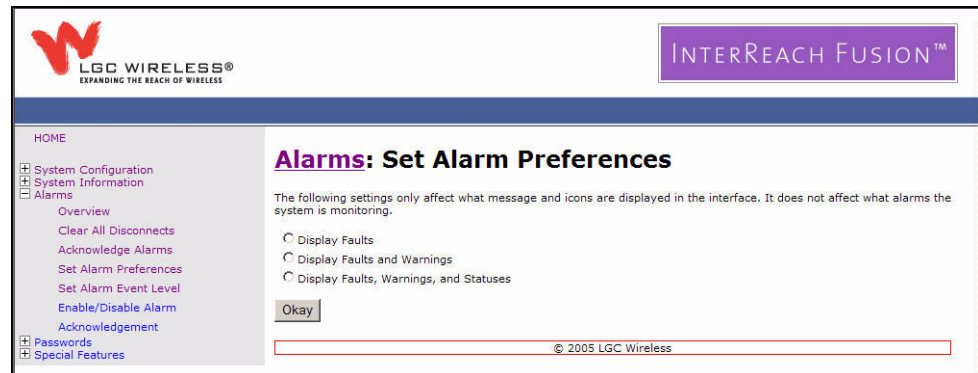 LGC WIRELESS®
EXPANDING THE REACH OF WIRELESS
INTERREACH FUSION™
HOME
System Configuration
System Information
Alarms
Overview
Clear All Disconnects
Acknowledge Alarms
Set Alarm Preferences
Set Alarm Event Level
Enable/Disable Alarm
Acknowledgement
Passwords
Special Features
Alarms: Set Alarm Preferences
The following settings only affect what message and icons are displayed in the interface. It does not affect what alarms the
system is monitoring.
Display Faults
Display Faults and Warnings
Display Faults, Warnings, and Statuses
Okay
© 2005 LGC Wireless